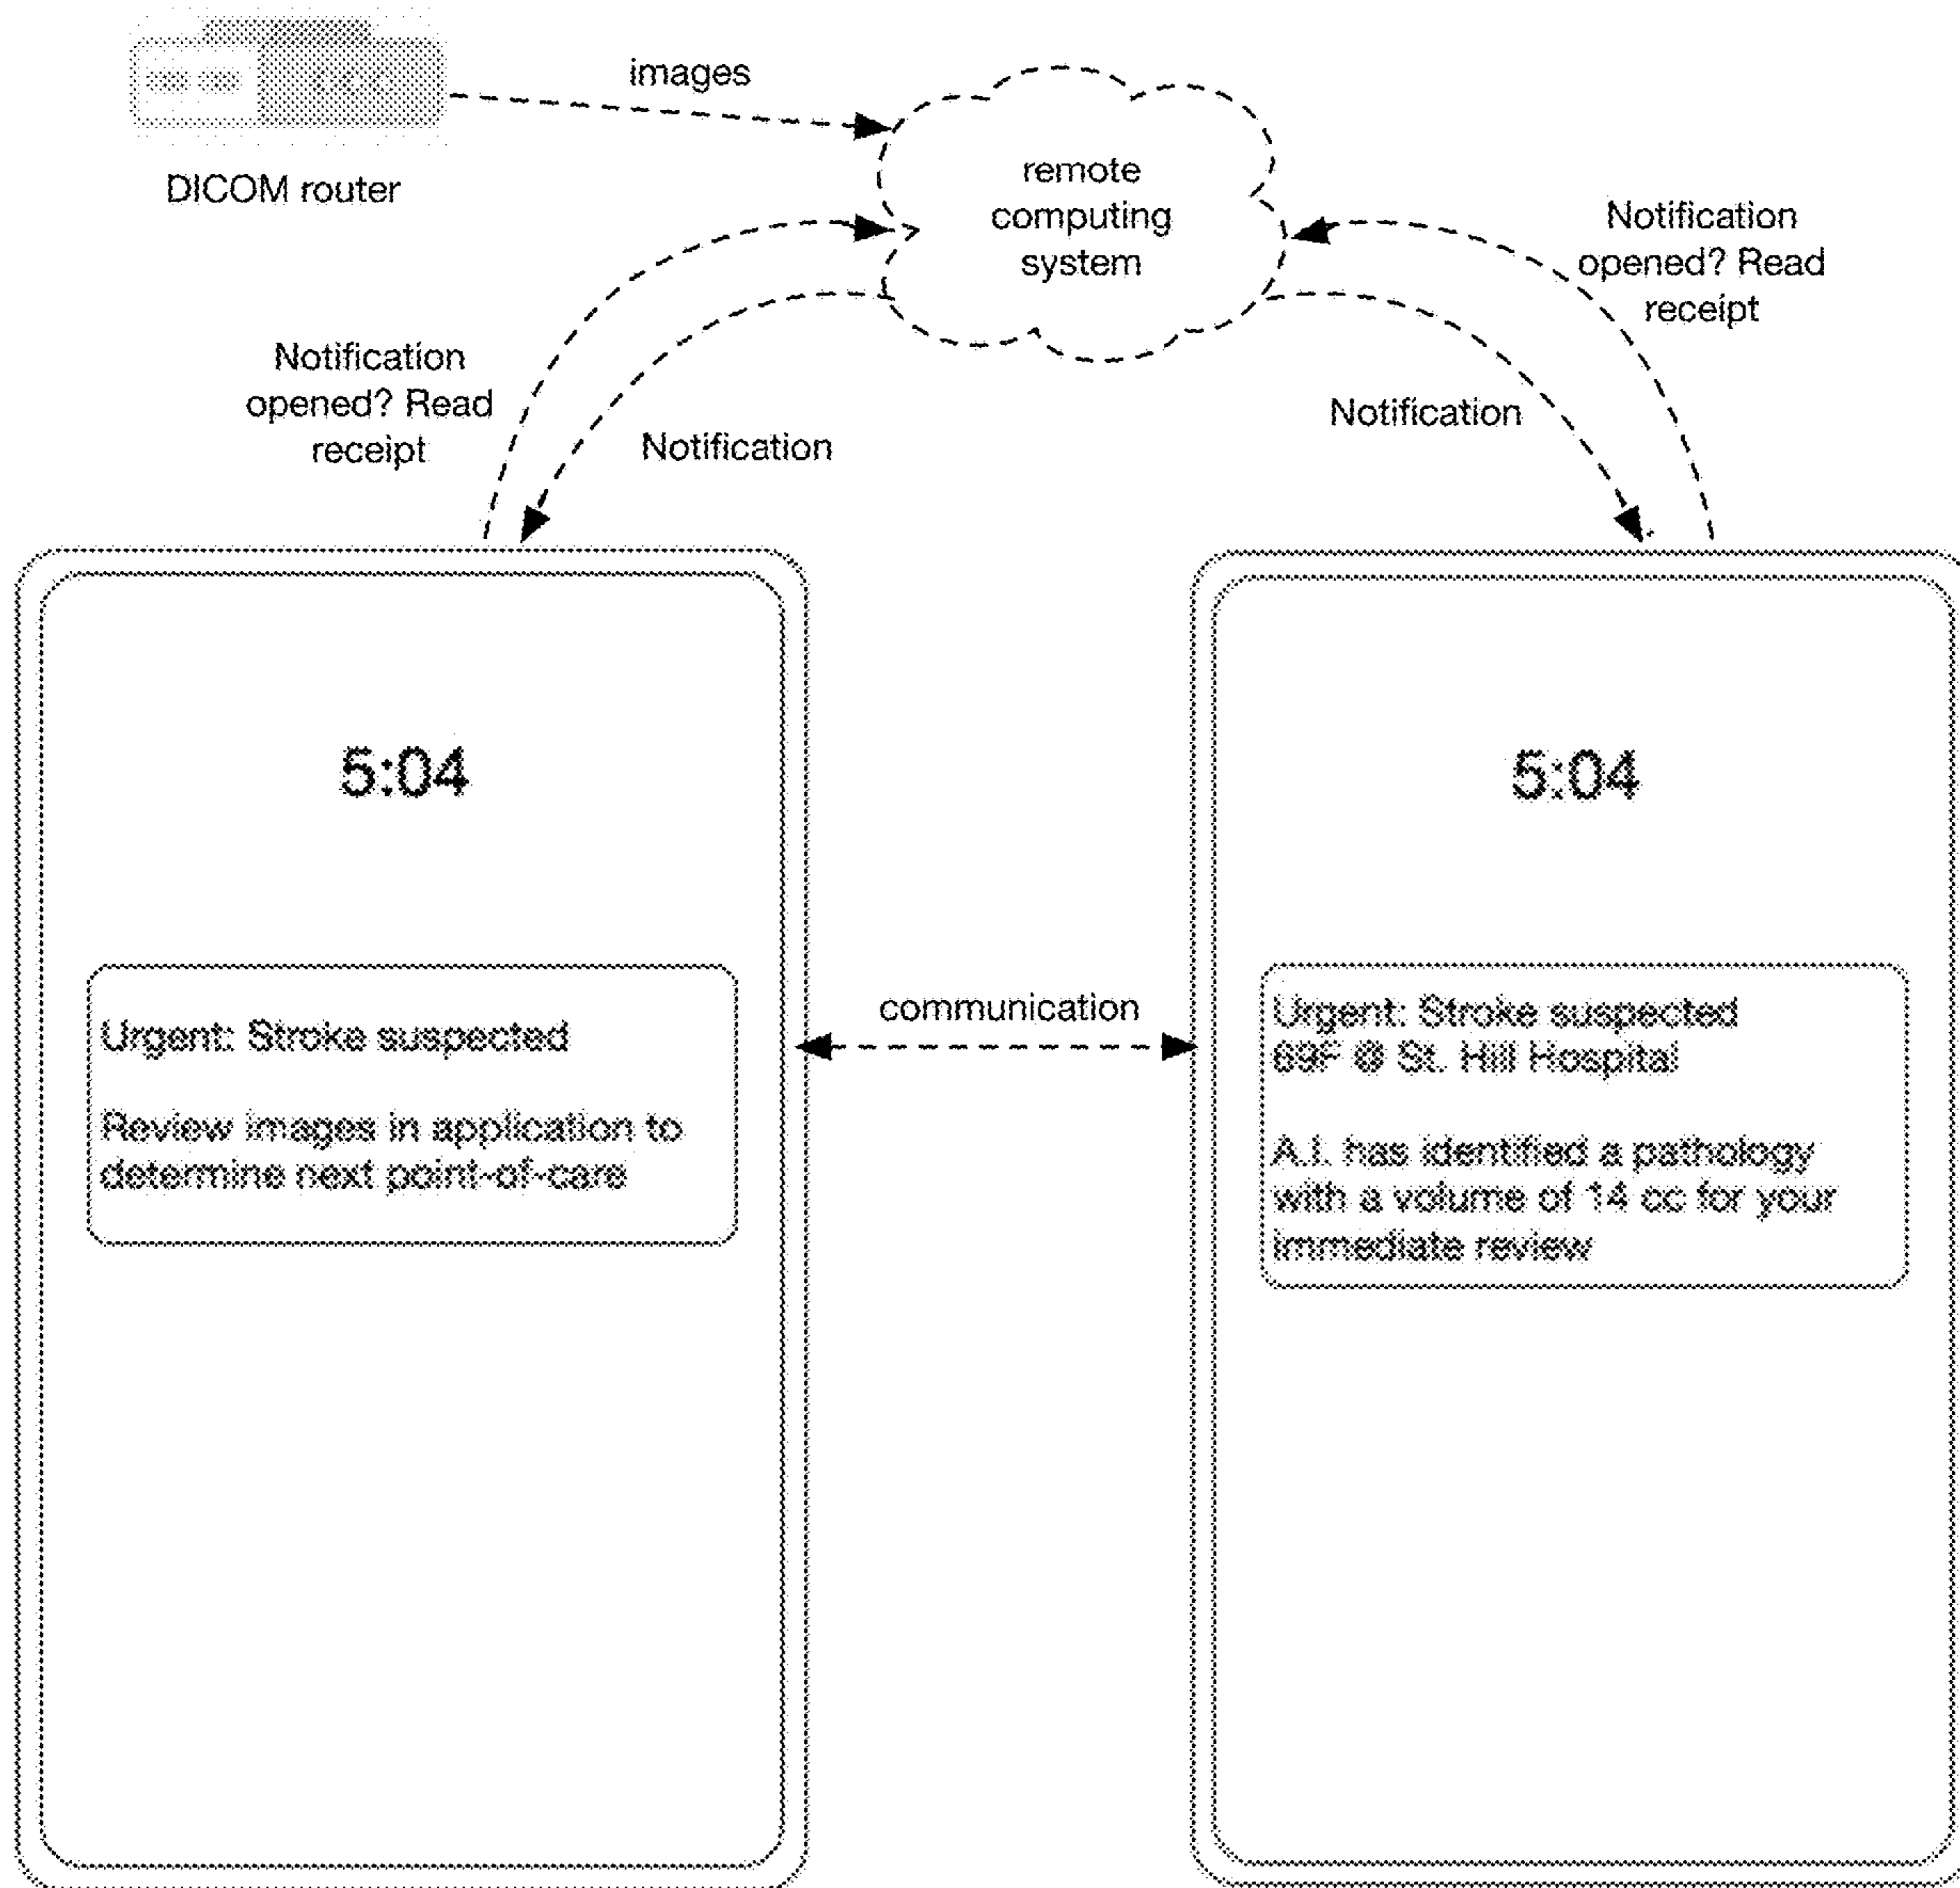 images
DICOM router
remote
computing
system
Notification
opened? Read
receipt
Notification
opened? Read
receipt
Notification
Notification
5:04
5:04
Urgent: Stroke suspected
Review images in application to
determine next point-of-care
communication
Urgent: Stroke suspected
69F @ St. Hill Hospital
A.I. has identified a pathology
with a volume of 14 cc for your
immediate review